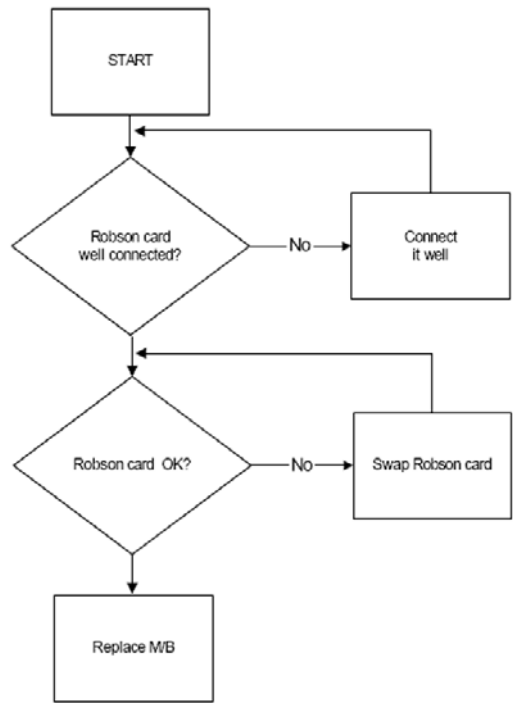 START
Robson card
well connected?
No
Connect
it well
Robson card OK?
No
Swap Robson card
Replace M/B